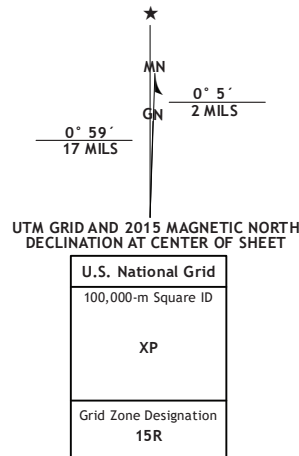 ★
MN
0° 5´
2 MILS
GN
0° 59´
17 MILS
UTM GRID AND 2015 MAGNETIC NORTH
DECLINATION AT CENTER OF SHEET
U.S. National Grid
100,000-m Square ID
XP
Grid Zone Designation
15R